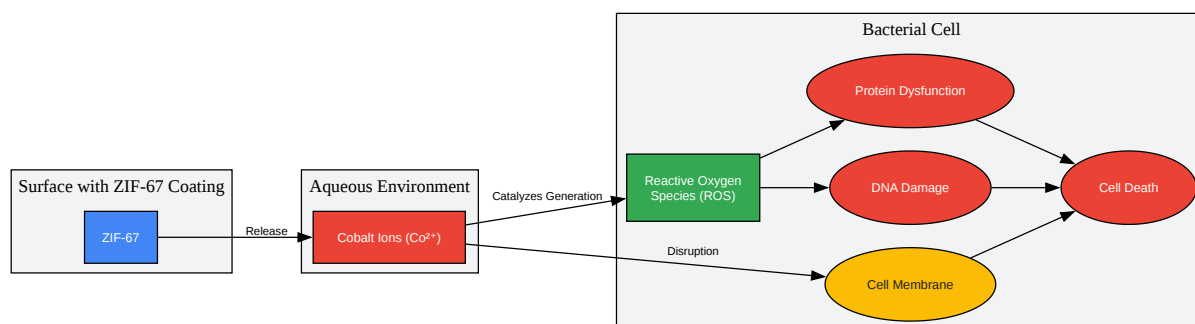 Bacterial Cell
Protein Dysfunction
Surface with ZIF-67 Coating
Aqueous Environment
Catalyzes Generation
Reactive Oxygen
Species (ROS)
DNA Damage
Cell Death
ZIF-67
Release
Cobalt Ions (Co²⁺)
Disruption
Cell Membrane